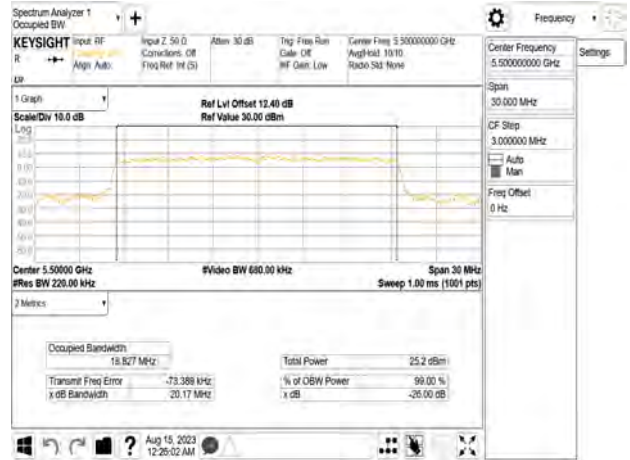 Spectrum Analyzer 1
Occupied BW
Frequency
KEYSIGHT
Input: RF
Input Z: 50 Ω
Atten: 30 dB
Trig: Free Run
Center Freq: 5.500000000 GHz
R
Corrections: Off
Gate: Off
Avg|Hold: 10/10
Align: Auto
Freq Ref: Int (S)
#IF Gain: Low
Radio Std: None
Center Frequency
5.500000000 GHz
Settings
Span
30.000 MHz
CF Step
3.000000 MHz
Auto
Man
Freq Offset
0 Hz
1 Graph
Scale/Div 10.0 dB
Ref Lvl Offset 12.40 dB
Ref Value 30.00 dBm
Log
Center 5.50000 GHz
#Video BW 680.00 kHz
Span 30 MHz
#Res BW 220.00 kHz
Sweep 1.00 ms (1001 pts)
2 Metrics
Occupied Bandwidth
18.827 MHz
Total Power
25.2 dBm
Transmit Freq Error
-73.389 kHz
% of OBW Power
99.00 %
x dB Bandwidth
20.17 MHz
x dB
-26.00 dB
?
Aug 15, 2023
12:26:02 AM